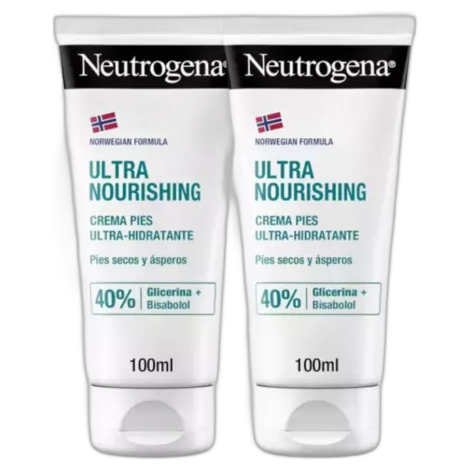 Neutrogena®
NORWEGIAN FORMULA
ULTRA
NOURISHING
CREMA PIES
ULTRA-HIDRATANTE
Pies secos y ásperos
40% Glicerina +
Bisabolol
100ml
Neutrogena®
NORWEGIAN FORMULA
ULTRA
NOURISHING
CREMA PIES
ULTRA-HIDRATANTE
Pies secos y ásperos
40% Glicerina +
Bisabolol
100ml